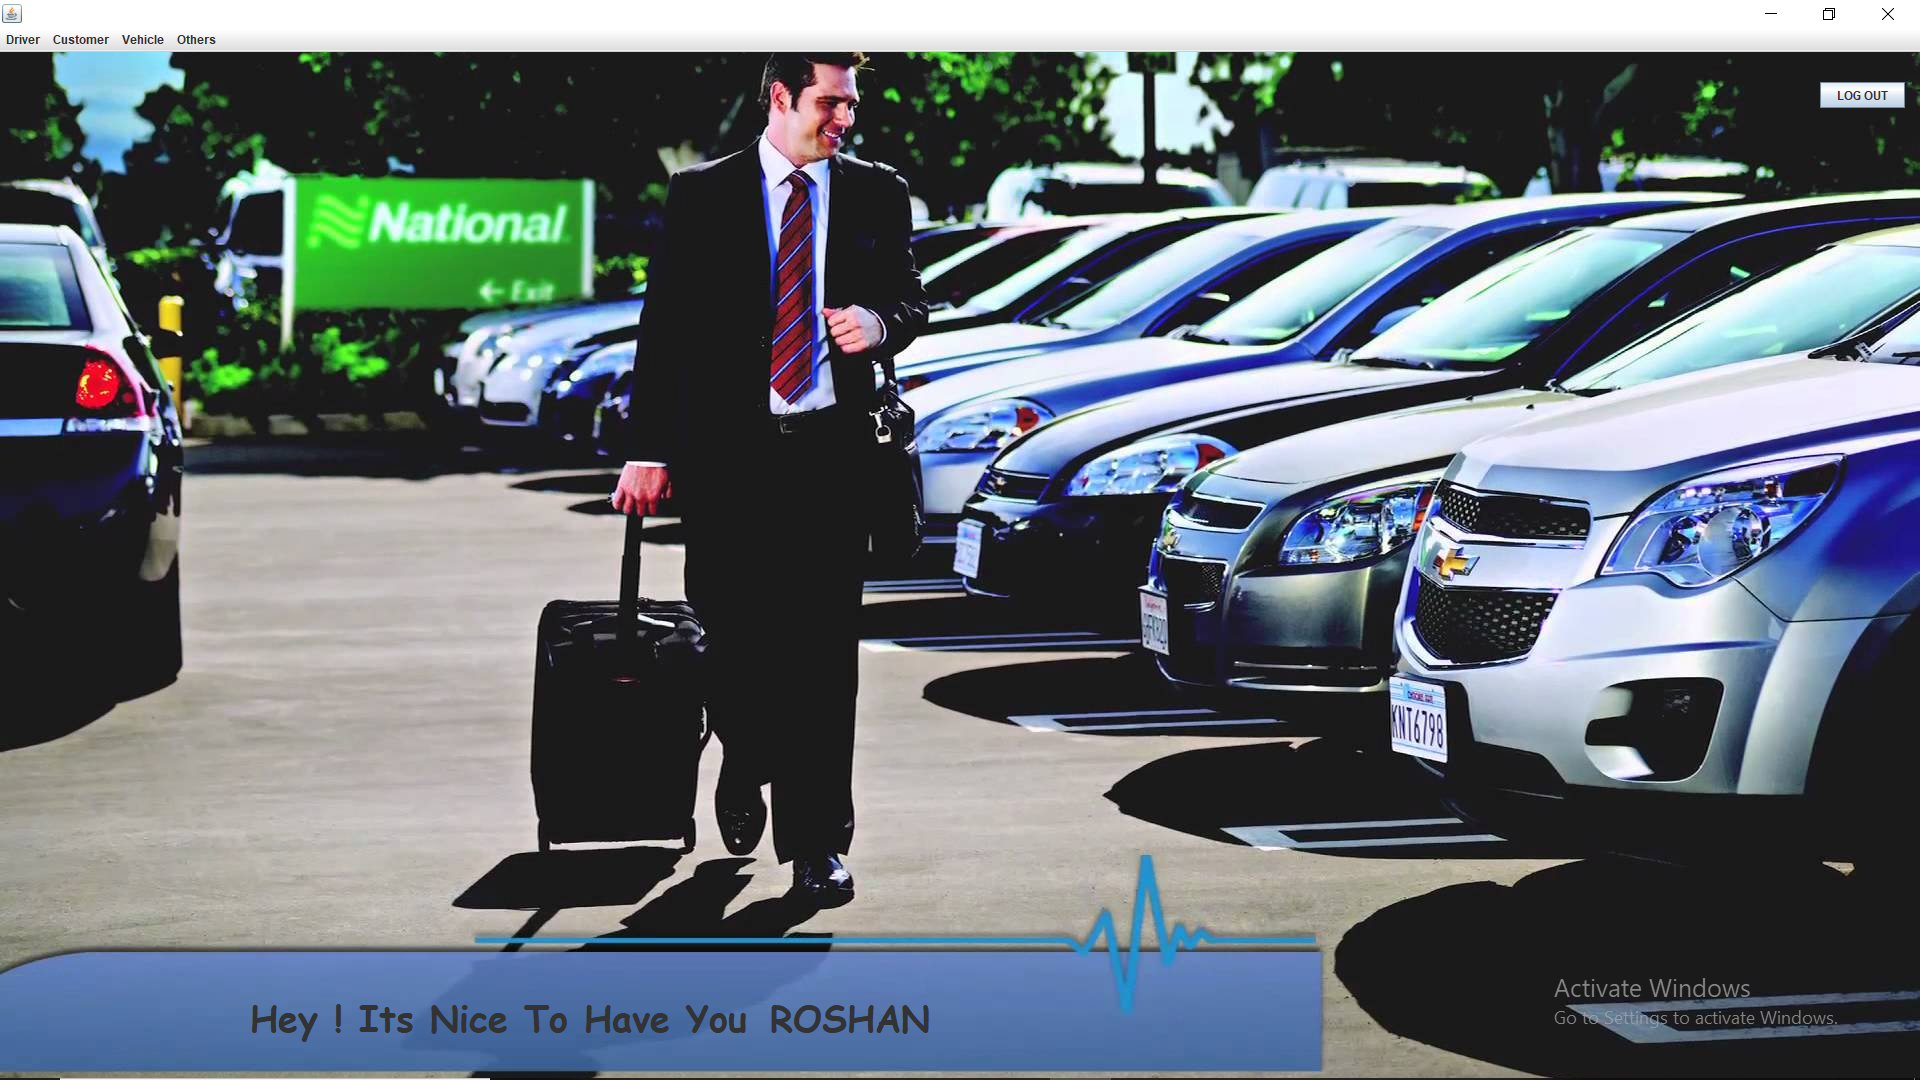 Driver Customer Vehicle Others
LOG OUT
National
← Exit
KNT6798
Hey ! Its Nice To Have You ROSHAN
Activate Windows
Go to Settings to activate Windows.